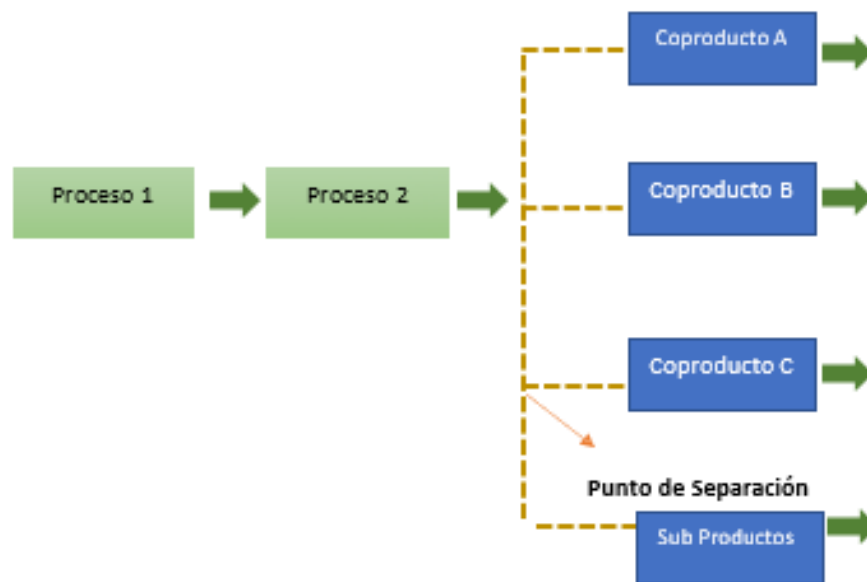 Coproducto A
Proceso 1
Proceso 2
Coproducto B
Coproducto C
Punto de Separación
Sub Productos